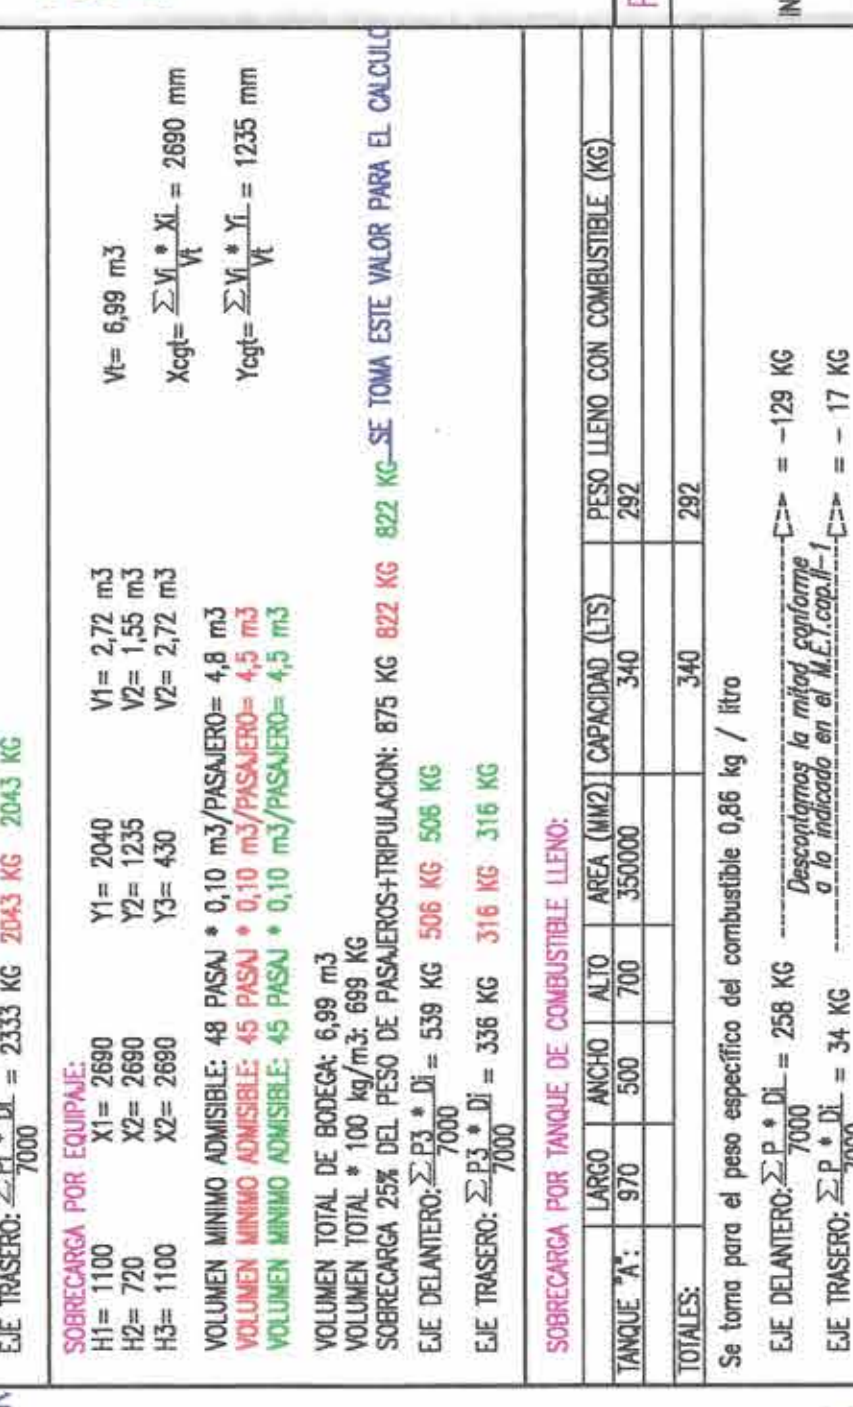 EJE TRASERO: ΣPi * Di = 2333 KG 2043 KG 2043 KG
7000
SOBRECARGA POR EQUIPAJE:
H1= 1100 X1= 2690 Y1= 2040 V1= 2,72 m3
H2= 720 X2= 2690 Y2= 1235 V2= 1,55 m3
H3= 1100 X2= 2690 Y3= 430 V2= 2,72 m3
Vt= 6,99 m3
Xcgt= ΣVi * Xi = 2690 mm
Vt
Ycgt= ΣVi * Yi = 1235 mm
Vt
VOLUMEN MINIMO ADMISIBLE: 48 PASAJ * 0,10 m3/PASAJERO= 4,8 m3
VOLUMEN MINIMO ADMISIBLE: 45 PASAJ * 0,10 m3/PASAJERO= 4,5 m3
VOLUMEN MINIMO ADMISIBLE: 45 PASAJ * 0,10 m3/PASAJERO= 4,5 m3
VOLUMEN TOTAL DE BODEGA: 6,99 m3
VOLUMEN TOTAL * 100 kg/m3: 699 KG
SOBRECARGA 25% DEL PESO DE PASAJEROS+TRIPULACION: 875 KG 822 KG 822 KG SE TOMA ESTE VALOR PARA EL CALCULO
EJE DELANTERO: ΣP3 * Di = 539 KG 506 KG 506 KG
7000
EJE TRASERO: ΣP3 * Di = 336 KG 316 KG 316 KG
7000
SOBRECARGA POR TANQUE DE COMBUSTIBLE LLENO:
LARGO ANCHO ALTO AREA (MM2) CAPACIDAD (LTS) PESO LLENO CON COMBUSTIBLE (KG)
TANQUE "A": 970 500 700 350000 340 292
TOTALES: 340 292
Se toma para el peso específico del combustible 0,86 kg / litro
EJE DELANTERO: ΣP * Di = 258 KG = -129 KG
7000
Descontamos la mitad conforme
a lo indicado en el M.E.T.cap.II-1
EJE TRASERO: ΣP * Di = 34 KG = - 17 KG
7000